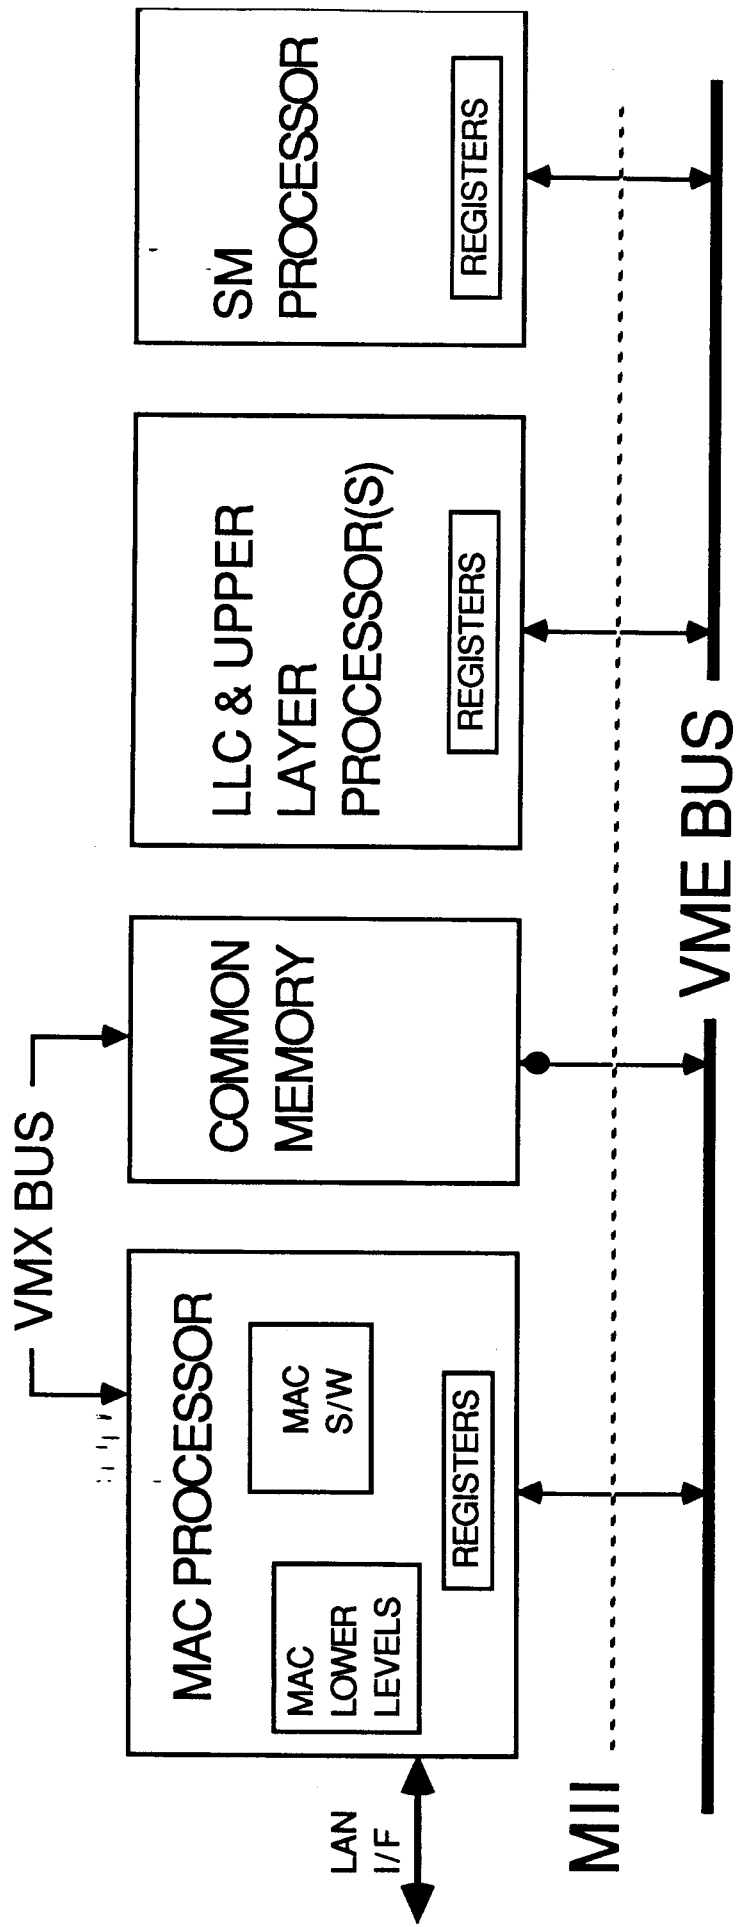 VMX BUS
MAC PROCESSOR
MAC
S/W
MAC
LOWER
LEVELS
REGISTERS
COMMON
MEMORY
LLC & UPPER
LAYER
PROCESSOR(S)
REGISTERS
SM
PROCESSOR
REGISTERS
LAN
I/F
MII
VME BUS